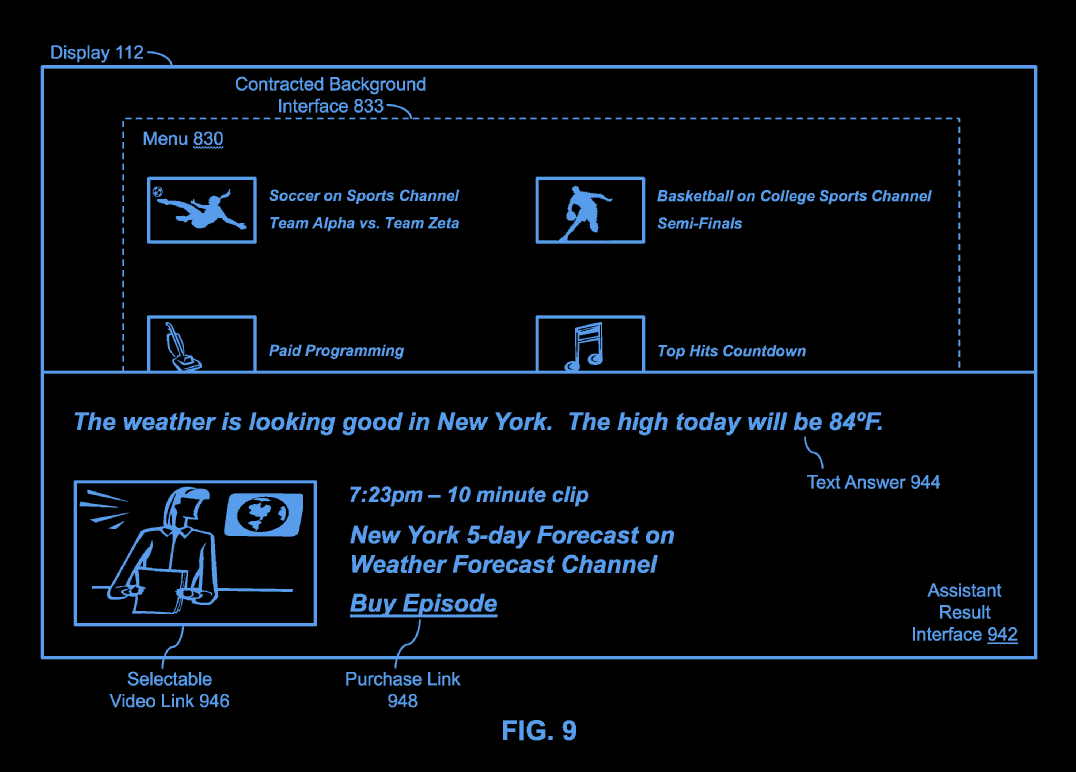 Display 112
Contracted Background
Interface 833
Menu 830
Soccer on Sports Channel
Team Alpha vs. Team Zeta
Basketball on College Sports Channel
Semi-Finals
Paid Programming
Top Hits Countdown
The weather is looking good in New York.  The high today will be 84ºF.
Text Answer 944
7:23pm – 10 minute clip
New York 5-day Forecast on
Weather Forecast Channel
Buy Episode
Assistant
Result
Interface 942
Selectable
Video Link 946
Purchase Link
948
FIG. 9